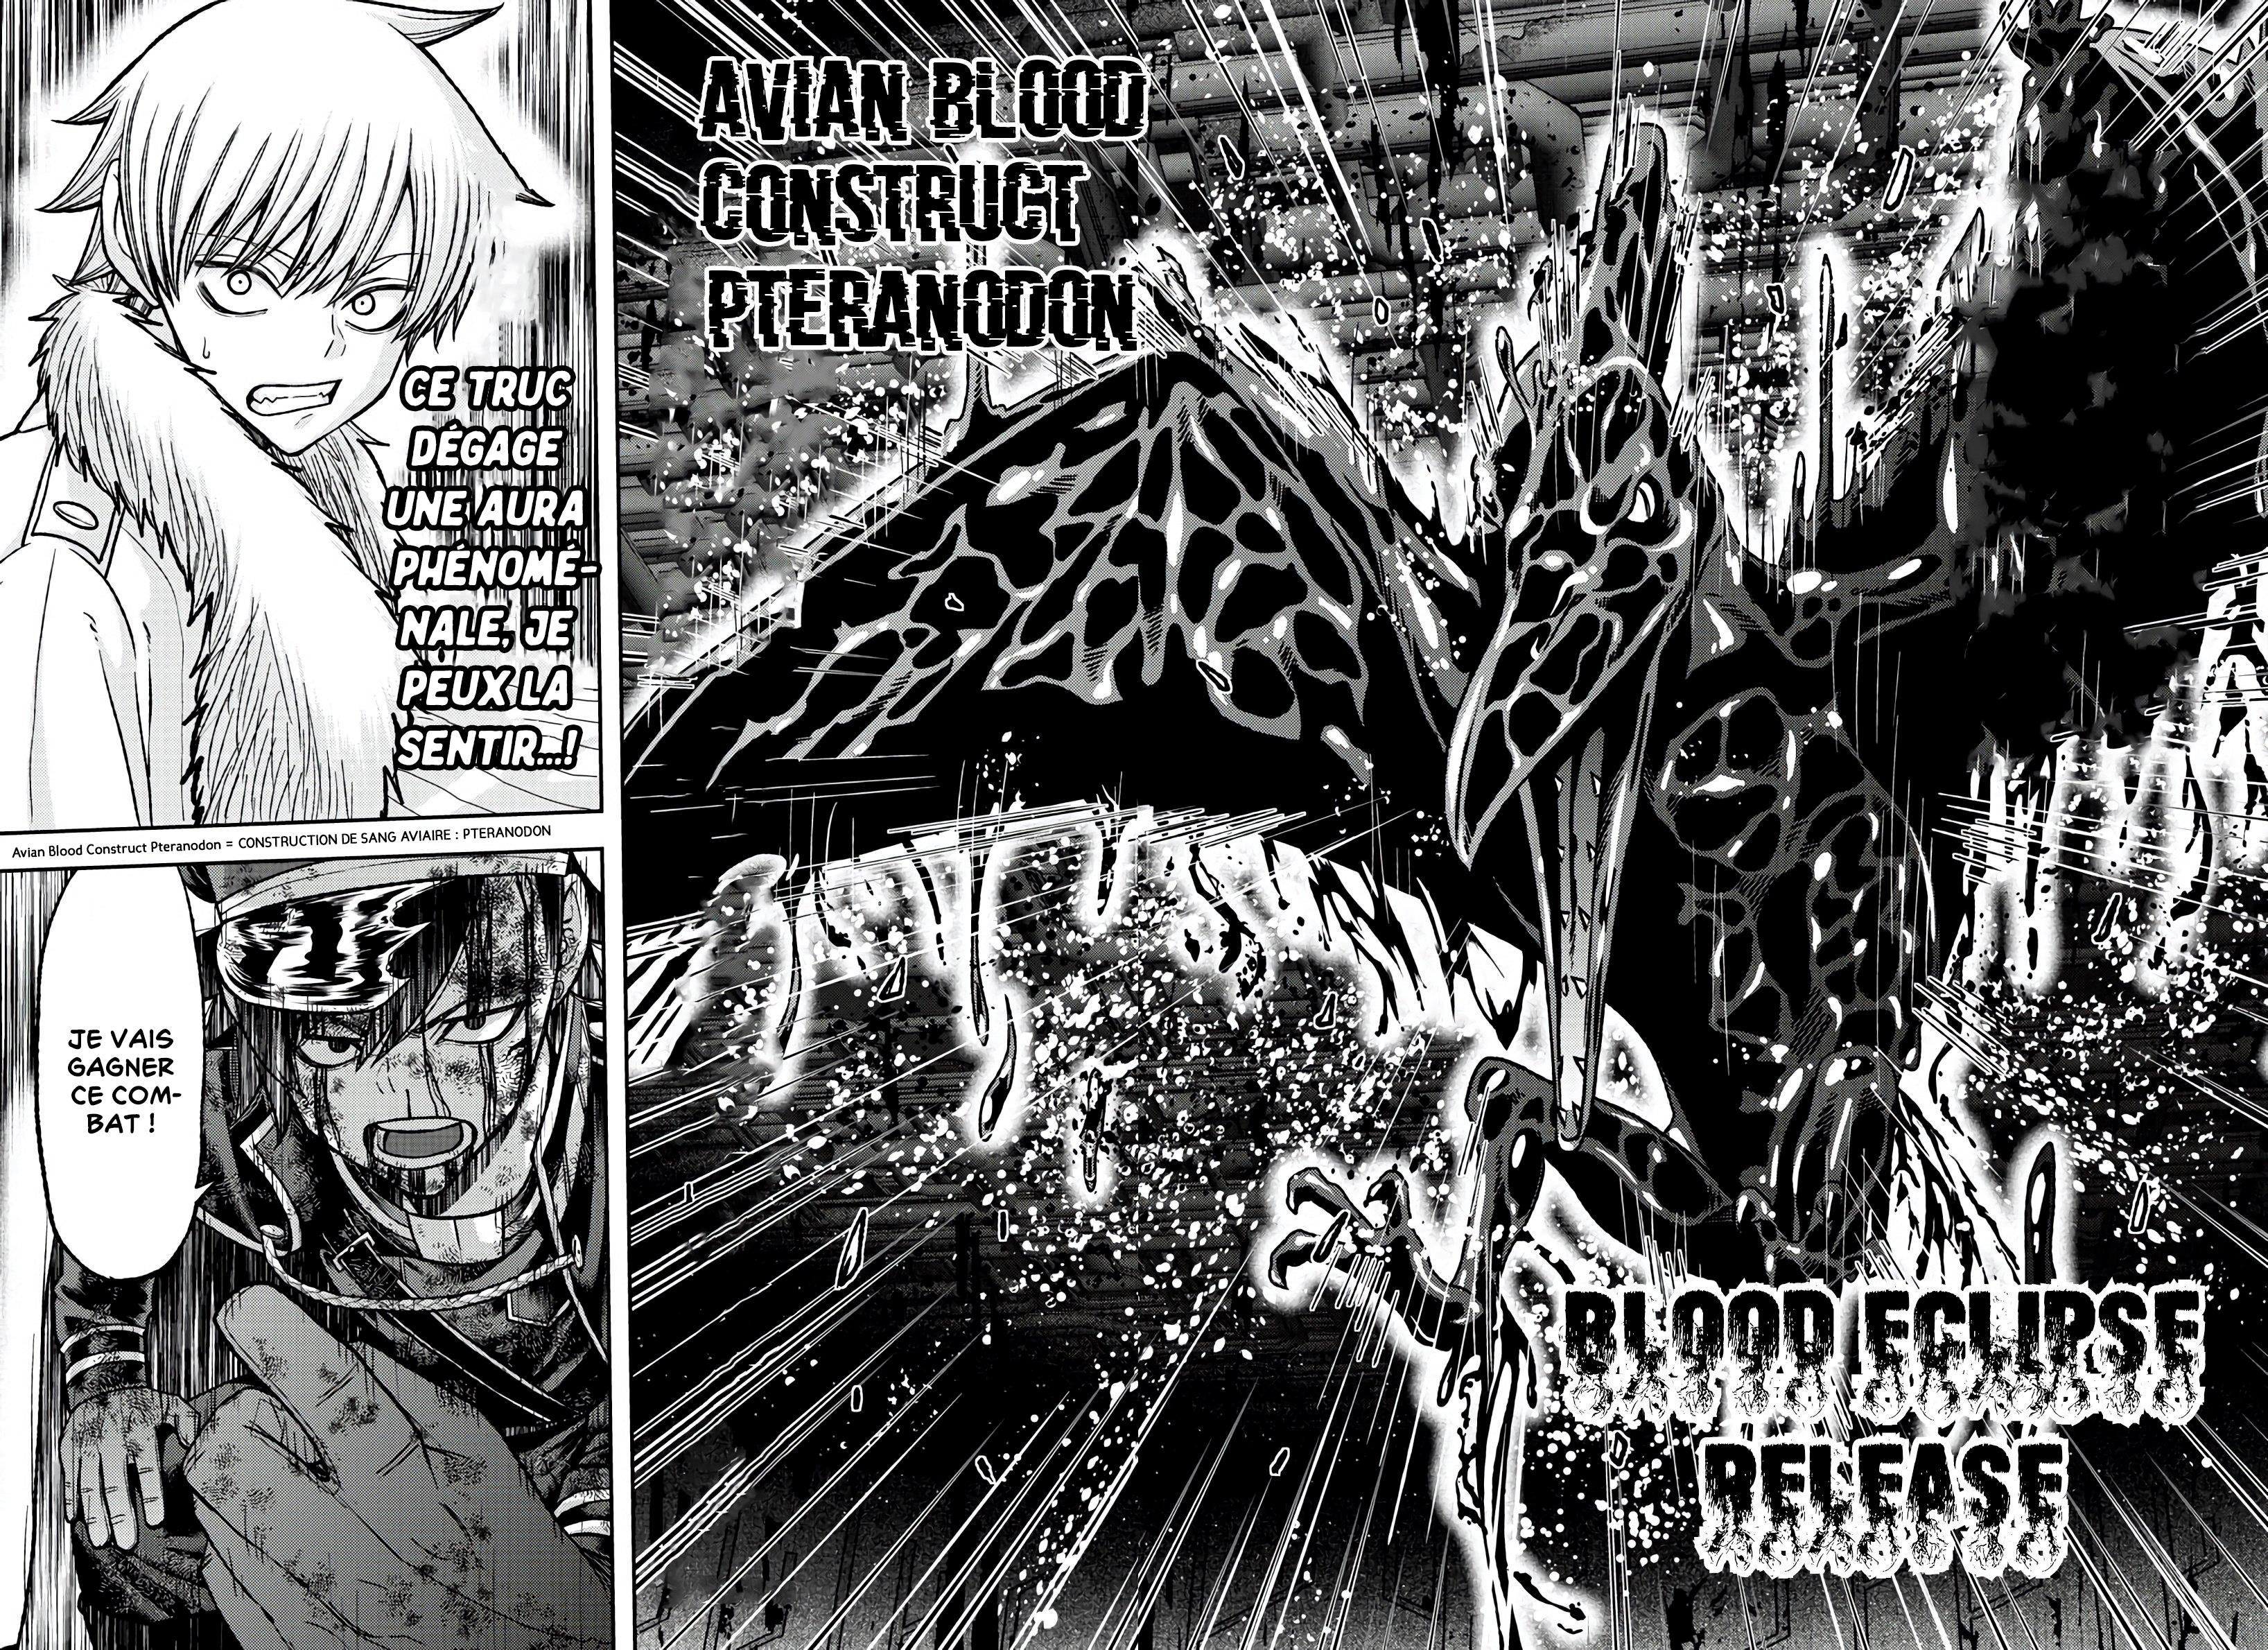 BLOOD ECLIPSE
RELEASE
AVIAN BLOOD
CONSTRUCT
PTERANODON
CE TRUC
DÉGAGE
UNE AURA
PHÉNOMÉ-
NALE, JE
PEUX LA
SENTIR...!
Avian Blood Construct Pteranodon = CONSTRUCTION DE SANG AVIAIRE : PTERANODON
JE VAIS
GAGNER
CE COM-
BAT !